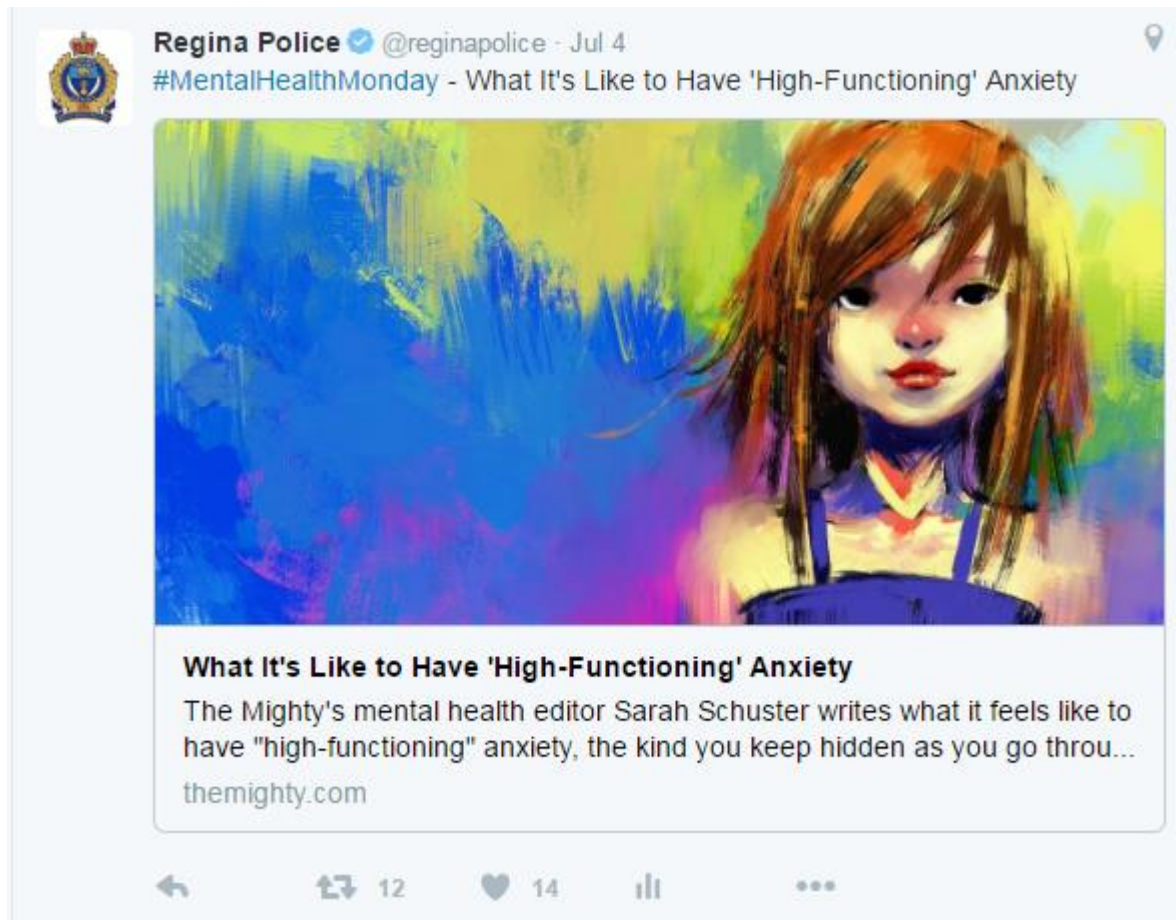 Regina Police @reginapolice · Jul 4
#MentalHealthMonday - What It's Like to Have 'High-Functioning' Anxiety
What It's Like to Have 'High-Functioning' Anxiety
The Mighty's mental health editor Sarah Schuster writes what it feels like to
have "high-functioning" anxiety, the kind you keep hidden as you go throu...
themighty.com
12 14